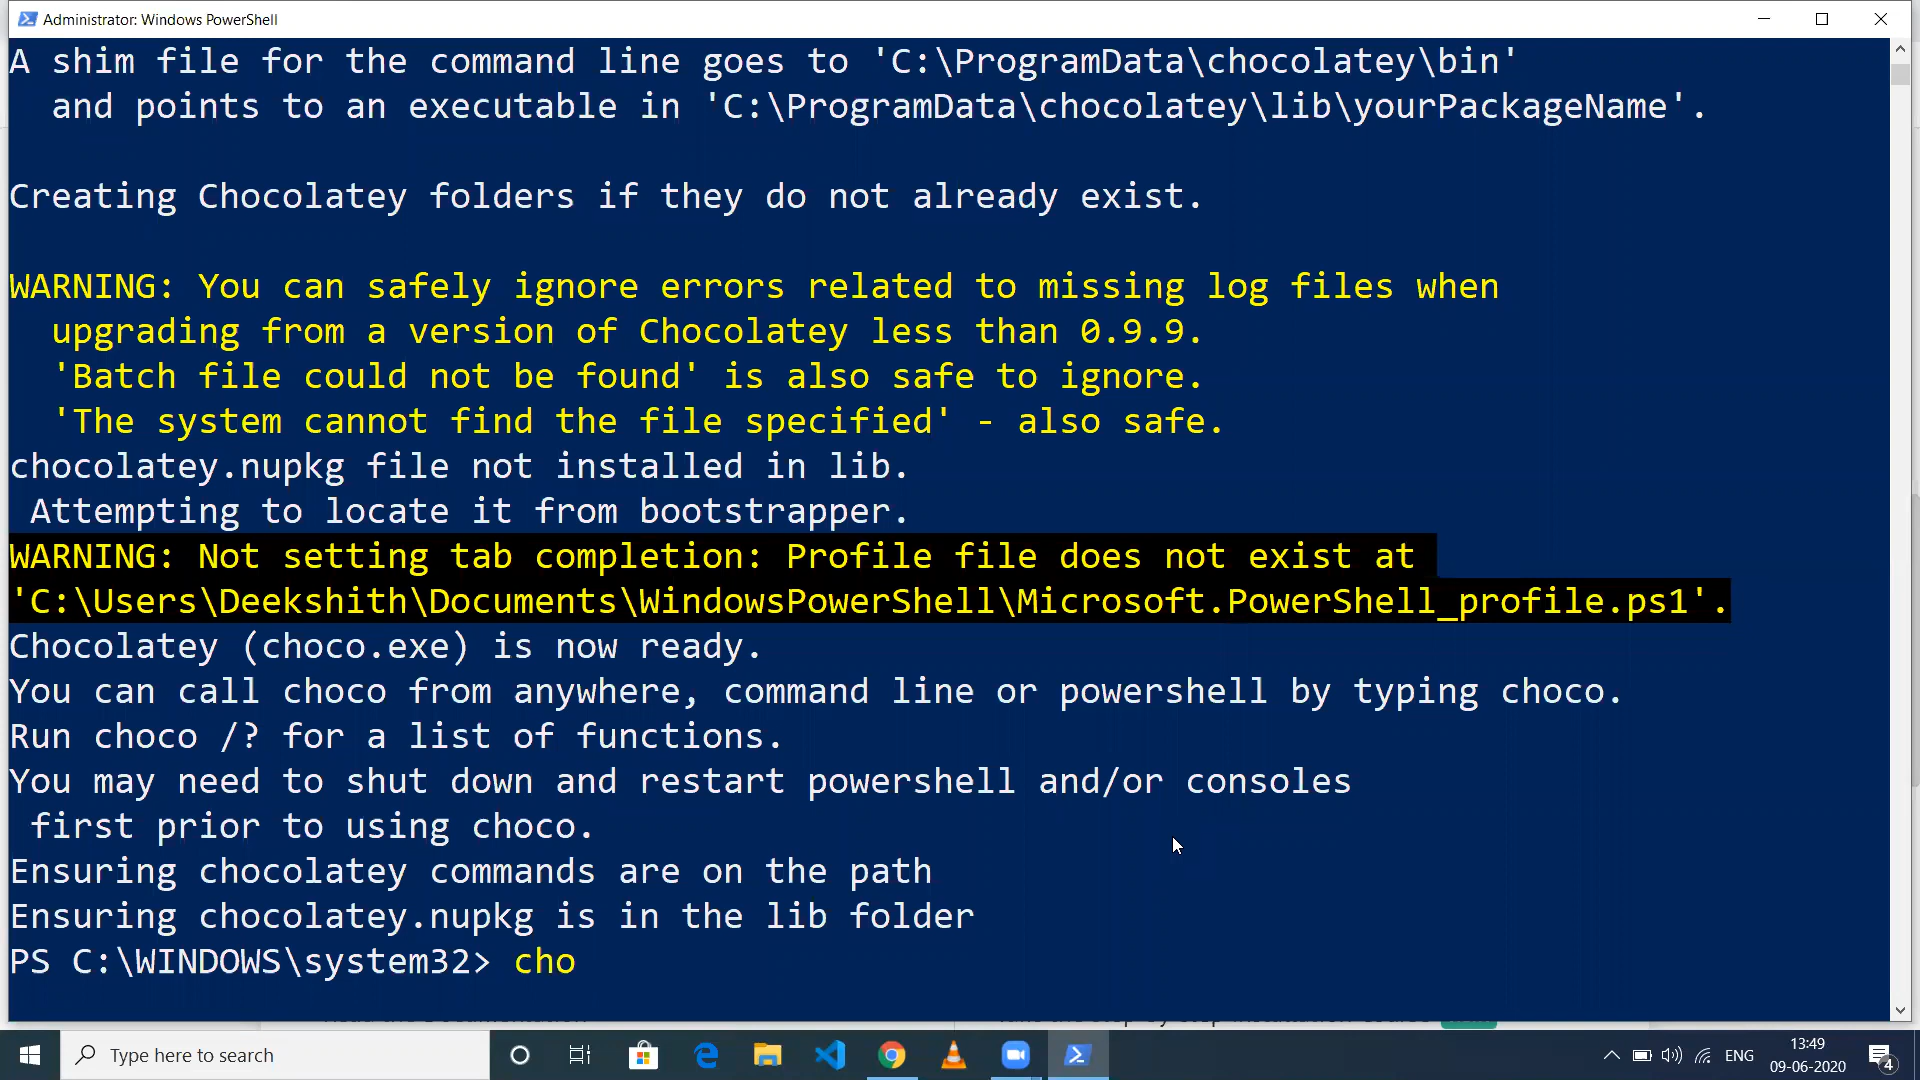 Administrator: Windows PowerShell
A shim file for the command line goes to 'C:\ProgramData\chocolatey\bin'
and points to an executable in 'C:\ProgramData\chocolatey\lib\yourPackageName'.
Creating Chocolatey folders if they do not already exist.
WARNING: You can safely ignore errors related to missing log files when
upgrading from a version of Chocolatey less than 0.9.9.
'Batch file could not be found' is also safe to ignore.
'The system cannot find the file specified' - also safe.
chocolatey.nupkg file not installed in lib.
Attempting to locate it from bootstrapper.
WARNING: Not setting tab completion: Profile file does not exist at
'C:\Users\Deekshith\Documents\WindowsPowerShell\Microsoft.PowerShell_profile.ps1'.
Chocolatey (choco.exe) is now ready.
You can call choco from anywhere, command line or powershell by typing choco.
Run choco /? for a list of functions.
You may need to shut down and restart powershell and/or consoles
first prior to using choco.
Ensuring chocolatey commands are on the path
Ensuring chocolatey.nupkg is in the lib folder
PS C:\WINDOWS\system32> cho
Type here to search
ENG
13:49
09-06-2020
4